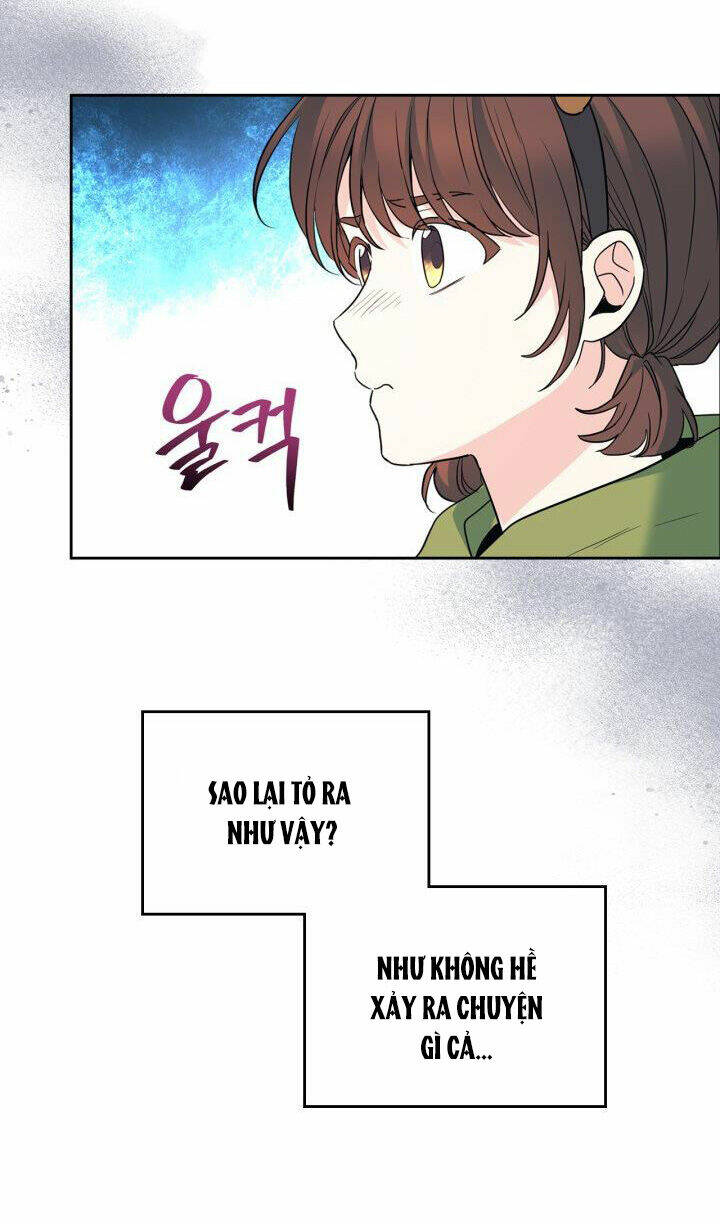 울컥
SAO LẠI TỎ RA
NHƯ VẬY?
NHƯ KHÔNG HỀ
XẢY RA CHUYỆN
GÌ CẢ...